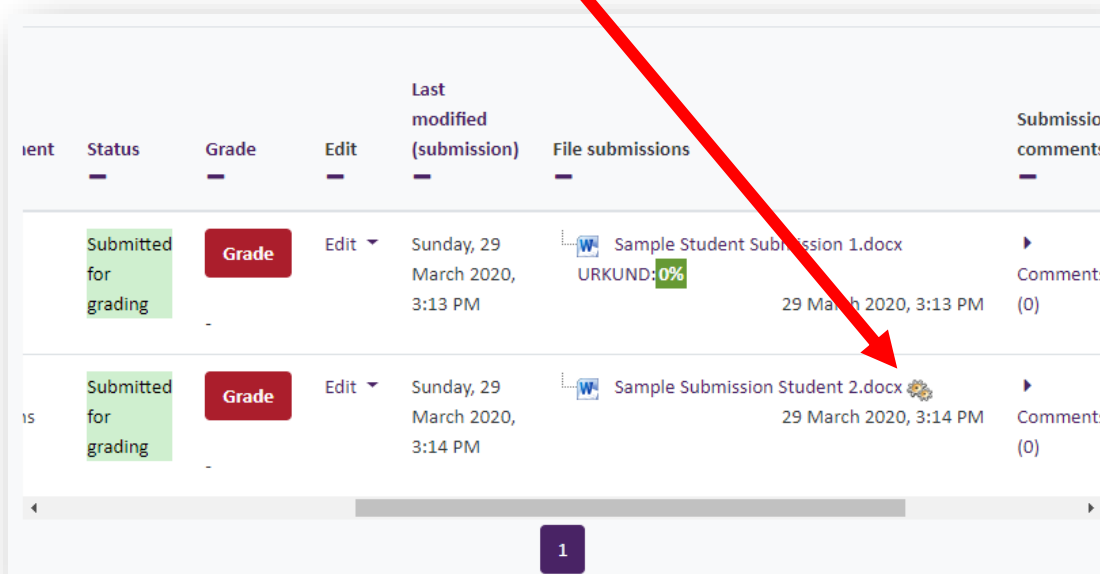 Last
modified
Submissio
ent Status Grade Edit (submission) File submissions comments
Submitted Grade Edit Sunday, 29 Sample Student Submission 1.docx
for March 2020, URKUND: 0% Comments
grading 3:13 PM 29 March 2020, 3:13 PM (0)
-
Submitted Grade Edit Sunday, 29 Sample Submission Student 2.docx
ns for March 2020, 29 March 2020, 3:14 PM Comments
grading 3:14 PM (0)
-
1